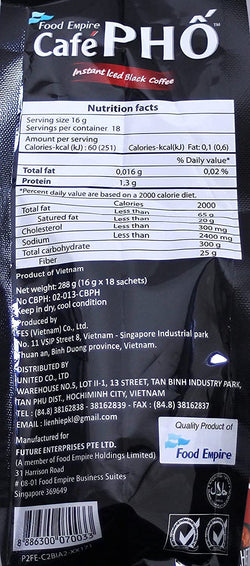 Food Empire
Café PHỐ™
Instant Iced Black Coffee
Nutrition facts
Serving size 16 g
Servings per container 18
Amount per serving
Calories-kcal (kJ) : 60 (251) Calories-kcal(kJ) Fat: 0,1 (0,6)
% Daily value*
Total fat 0,016 g 0,02 %
Protein 1,3 g
*Percent daily value are based on a 2000 calorie diet.
Calories 2000
Total fat Less than 65 g
Satured fat Less than 20 g
Cholesterol Less than 300 mg
Sodium Less than 2400 mg
Total carbohydrate 300 g
Fiber 25 g
Product of Vietnam
Net weight: 288 g (16 g x 18 sachets)
No CBPH: 02-013-CBPH
Keep in dry, cool condition
Produced by
FES (Vietnam) Co., Ltd.
No. 11 VSIP Street 8, Vietnam - Singapore Industrial park
Thuan an, Binh Duong province, Vietnam.
DISTRIBUTED BY
UNITED CO., LTD
WAREHOUSE NO.5, LOT II-1, 13 STREET, TAN BINH INDUSTRY PARK,
TAN PHU DIST., HOCHIMINH CITY, VIETNAM
TEL : (84.8) 38162838 - 38162839 - FAX : (84.8) 38162837
EMAIL : lienhiepkl@gmail.com
Manufactured for
FUTURE ENTERPRISES PTE LTD.
(A member of Food Empire Holdings Limited)
31 Harrison Road
# 08-01 Food Empire Business Suites
Singapore 369649
Quality Product of
Food Empire
8 886300 070033
HALAL